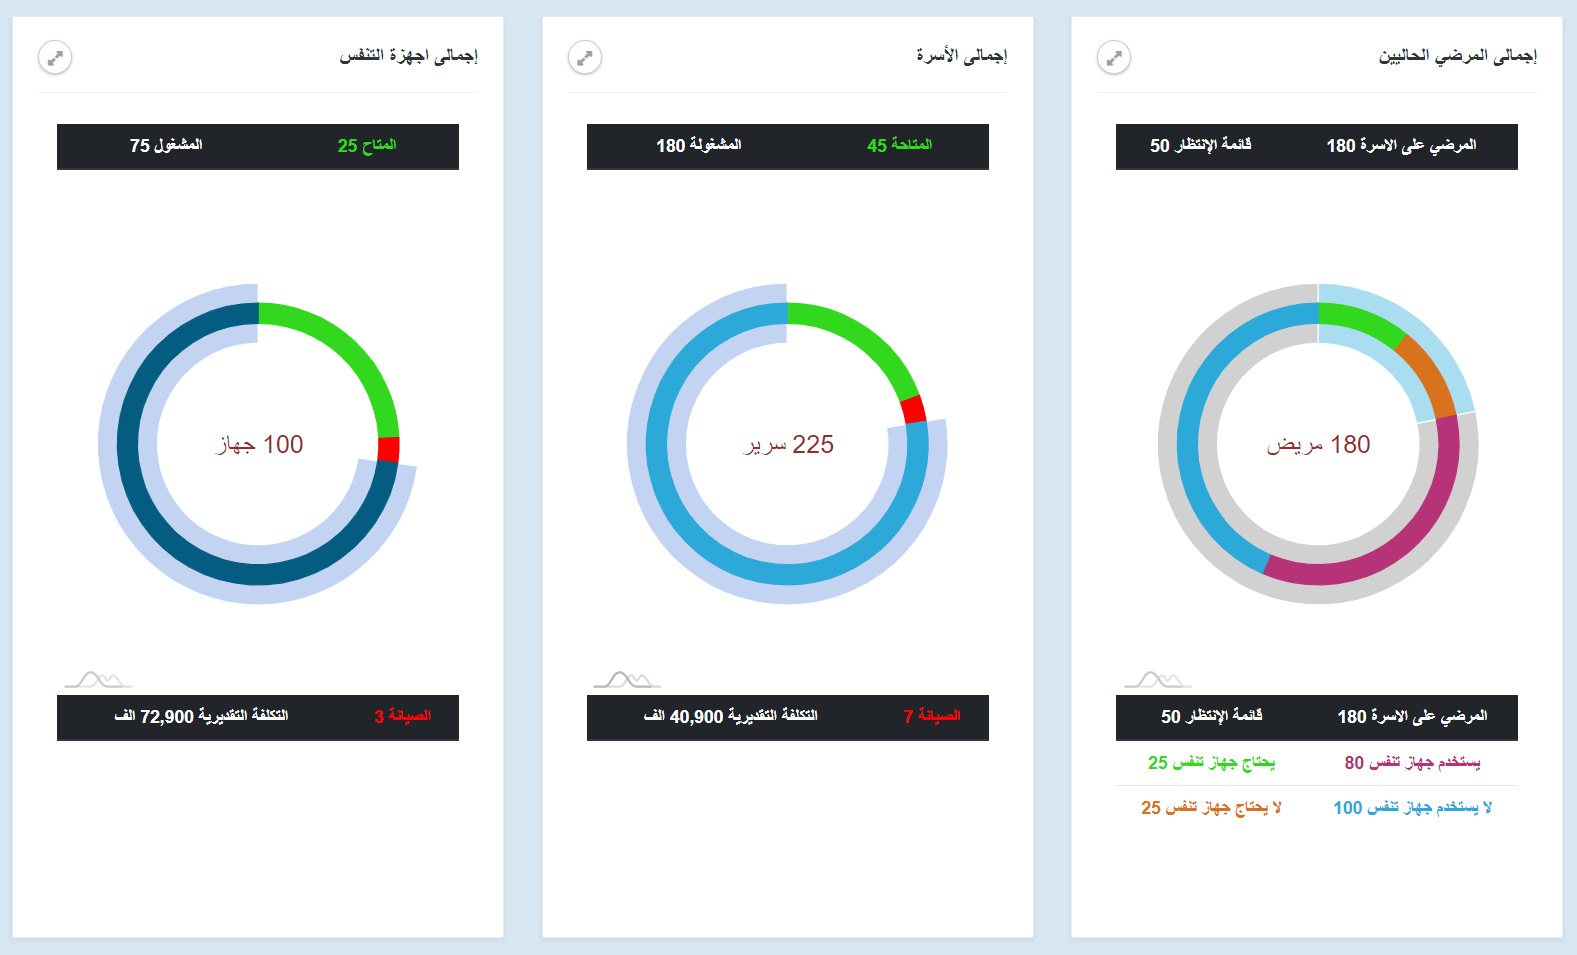 إجمالى المرضي الحاليين
المرضي على الاسرة 180
قائمة الإنتظار 50
180 مريض
المرضي على الاسرة 180
قائمة الإنتظار 50
يستخدم جهاز تنفس 80
يحتاج جهاز تنفس 25
لا يستخدم جهاز تنفس 100
لا يحتاج جهاز تنفس 25
إجمالى الأسرة
المتاحة 45
المشغولة 180
225 سرير
الصيانة 7
التكلفة التقديرية 40,900 الف
إجمالى اجهزة التنفس
المتاح 25
المشغول 75
100 جهاز
الصيانة 3
التكلفة التقديرية 72,900 الف